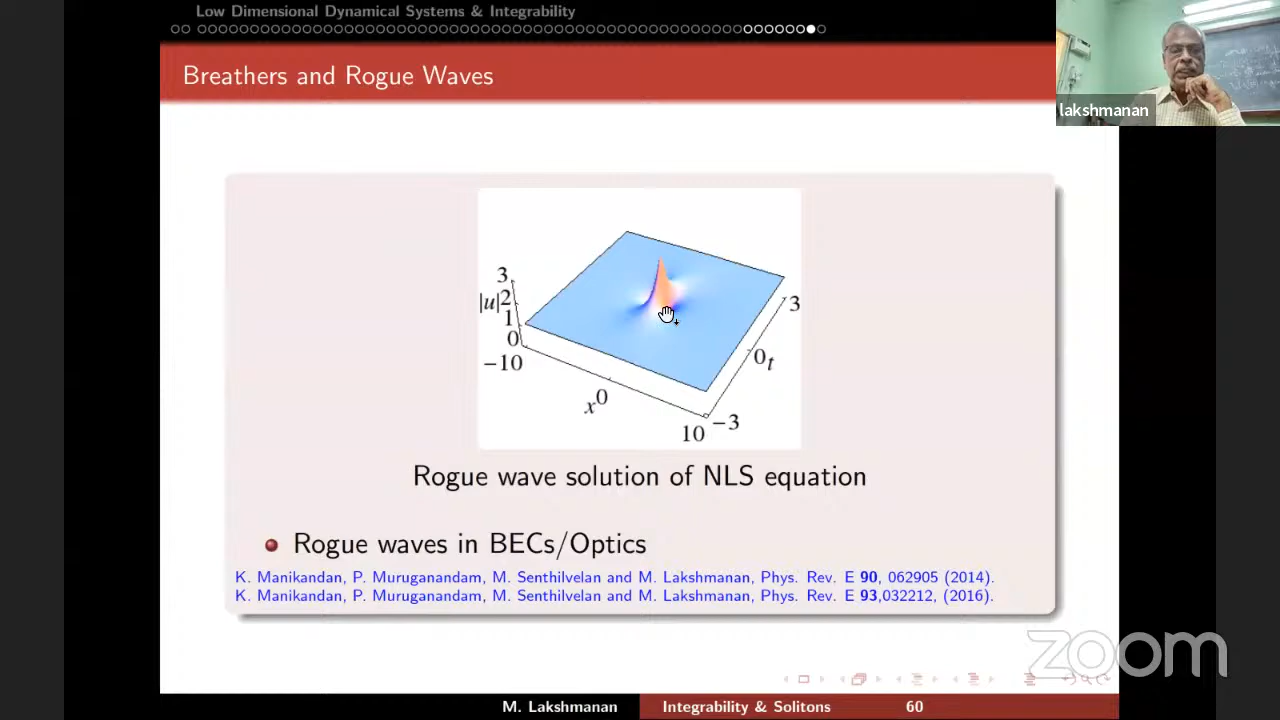 Low Dimensional Dynamical Systems & Integrability
Breathers and Rogue Waves
lakshmanan
3
|u|2
1
0
−10
x0
10
−3
0t
3
Rogue wave solution of NLS equation
Rogue waves in BECs/Optics
K. Manikandan, P. Muruganandam, M. Senthilvelan and M. Lakshmanan, Phys. Rev. E 90, 062905 (2014).
K. Manikandan, P. Muruganandam, M. Senthilvelan and M. Lakshmanan, Phys. Rev. E 93,032212, (2016).
zoom
M. Lakshmanan Integrability & Solitons 60